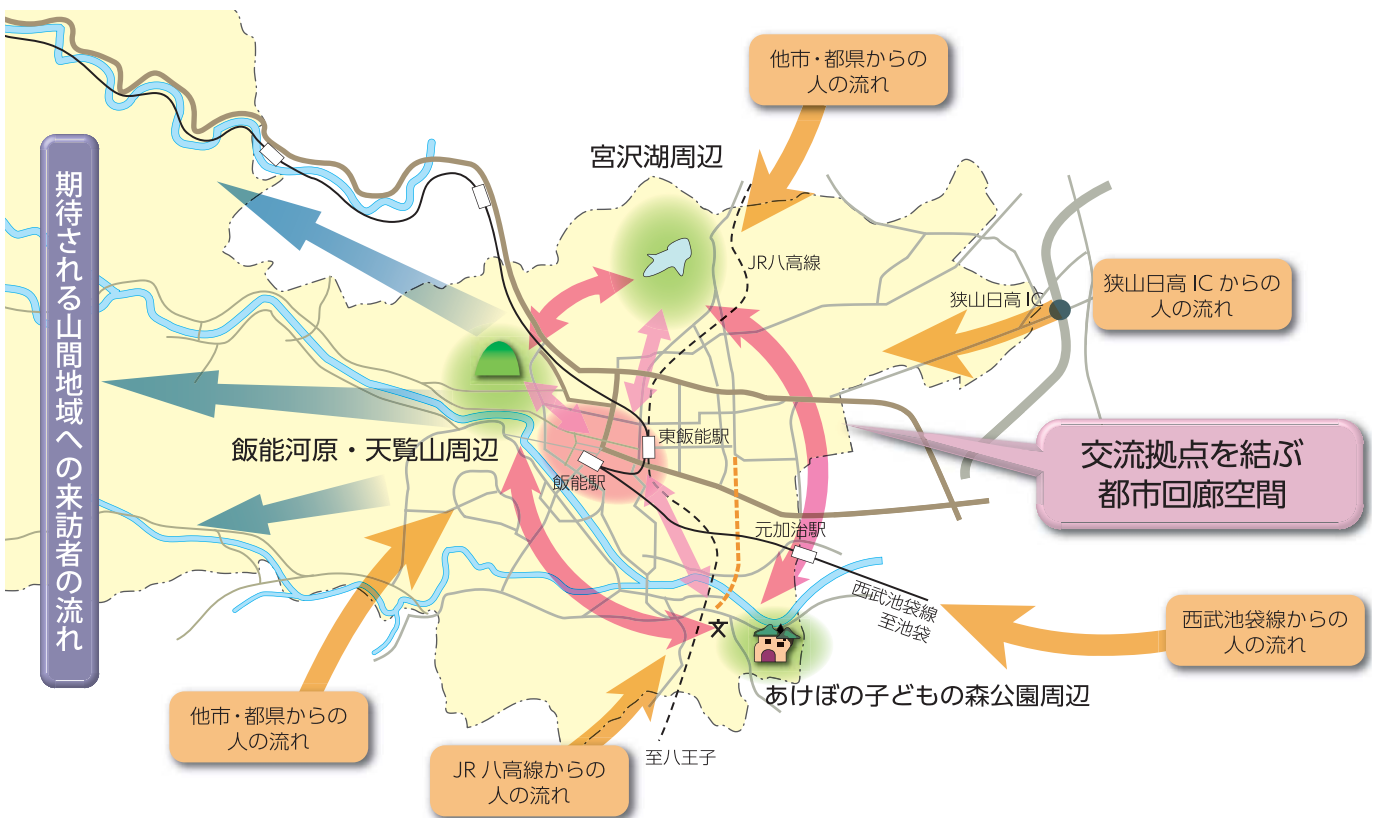 他市・都県からの
人の流れ
宮沢湖周辺
期待される山間地域への来訪者の流れ
JR八高線
狭山日高IC
狭山日高ICからの
人の流れ
飯能河原・天覧山周辺
東飯能駅
飯能駅
交流拠点を結ぶ
都市回廊空間
元加治駅
西武池袋線
至池袋
西武池袋線からの
人の流れ
文
あけぼの子どもの森公園周辺
他市・都県からの
人の流れ
JR八高線からの
人の流れ
至八王子